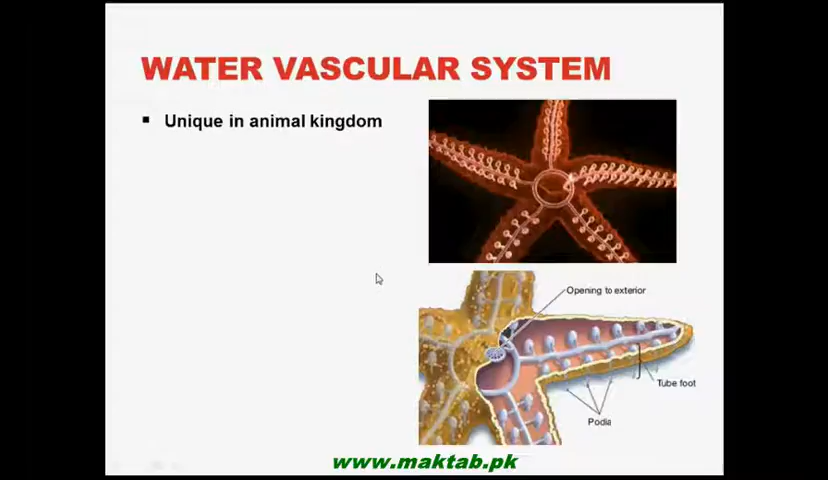 WATER VASCULAR SYSTEM
Unique in animal kingdom
Opening to exterior
Tube foot
Podia
www.maktab.pk